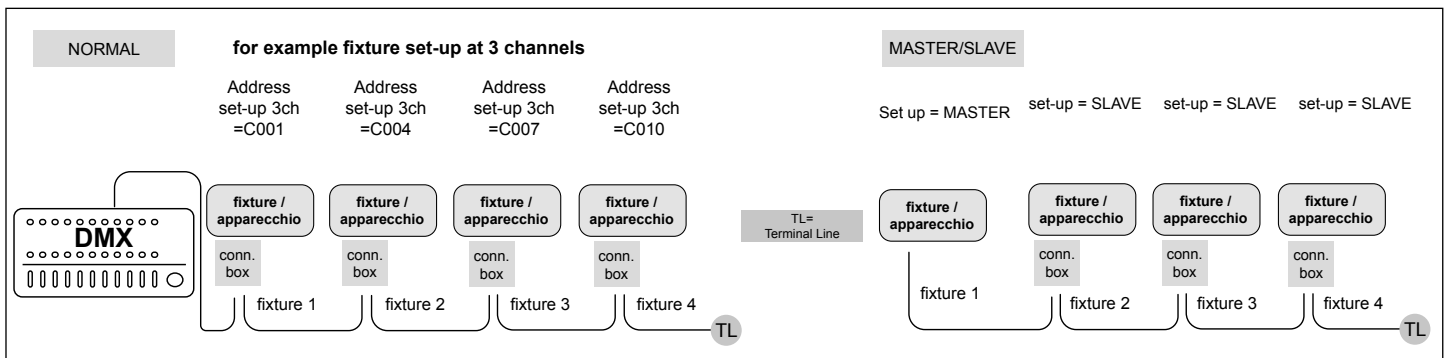 NORMAL
for example fixture set-up at 3 channels
Address
set-up 3ch
=C001
Address
set-up 3ch
=C004
Address
set-up 3ch
=C007
Address
set-up 3ch
=C010
DMX
fixture /
apparecchio
fixture /
apparecchio
fixture /
apparecchio
fixture /
apparecchio
conn.
box
conn.
box
conn.
box
conn.
box
fixture 1
fixture 2
fixture 3
fixture 4
TL
TL=
Terminal Line
MASTER/SLAVE
Set up = MASTER
set-up = SLAVE
set-up = SLAVE
set-up = SLAVE
fixture /
apparecchio
fixture /
apparecchio
fixture /
apparecchio
fixture /
apparecchio
conn.
box
conn.
box
conn.
box
fixture 1
fixture 2
fixture 3
fixture 4
TL